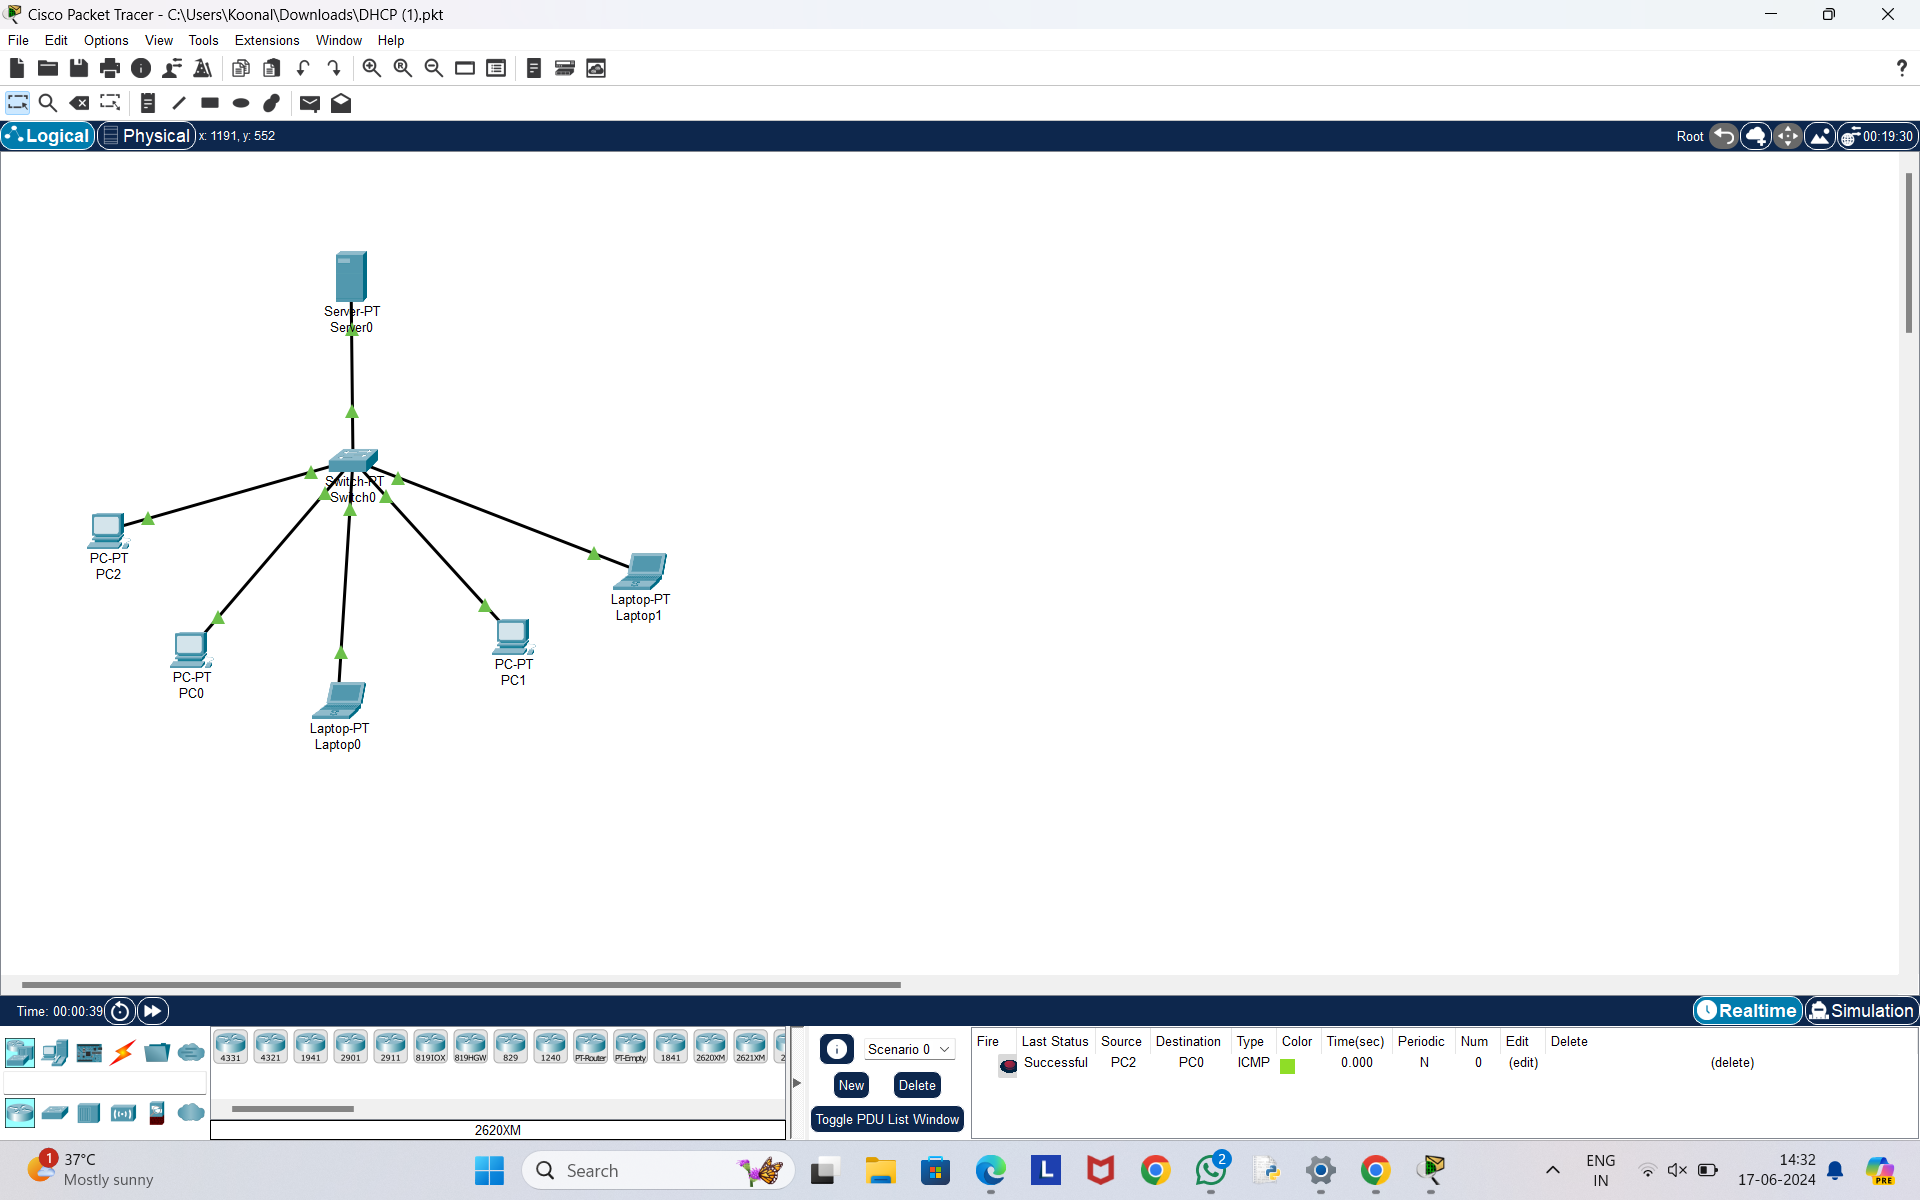 Cisco Packet Tracer - C:\Users\Koonal\Downloads\DHCP (1).pkt
File Edit Options View Tools Extensions Window Help
?
Logical Physical x: 1191, y: 552 Root 00:19:30
Server-PT
Server0
Switch-PT
Switch0
PC-PT
PC2
Laptop-PT
Laptop1
PC-PT
PC1
PC-PT
PC0
Laptop-PT
Laptop0
Time: 00:00:39 Realtime Simulation
4331 4321 1941 2901 2911 819IOX 819HGW 829 1240 PT-Router PT-Empty 1841 2620XM 2621XM
2620XM
Scenario 0
New Delete
Toggle PDU List Window
Fire Last Status Source Destination Type Color Time(sec) Periodic Num Edit Delete
Successful PC2 PC0 ICMP 0.000 N 0 (edit) (delete)
1 37°C
Mostly sunny
Search
L
2
PRE
ENG
IN
14:32
17-06-2024